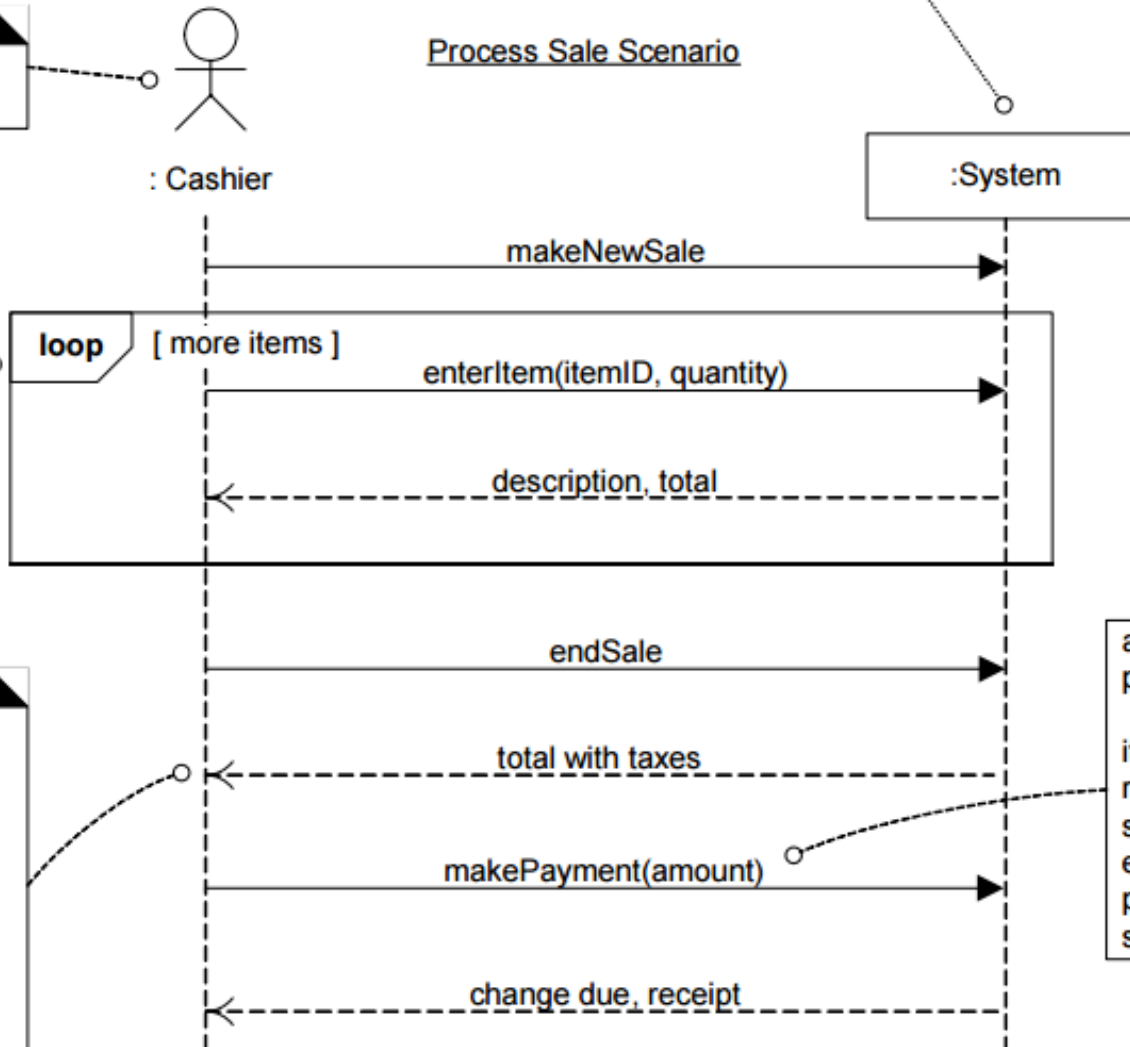 Process Sale Scenario
: Cashier
:System
makeNewSale
loop
[ more items ]
enterItem(itemID, quantity)
description, total
endSale
total with taxes
makePayment(amount)
change due, receipt